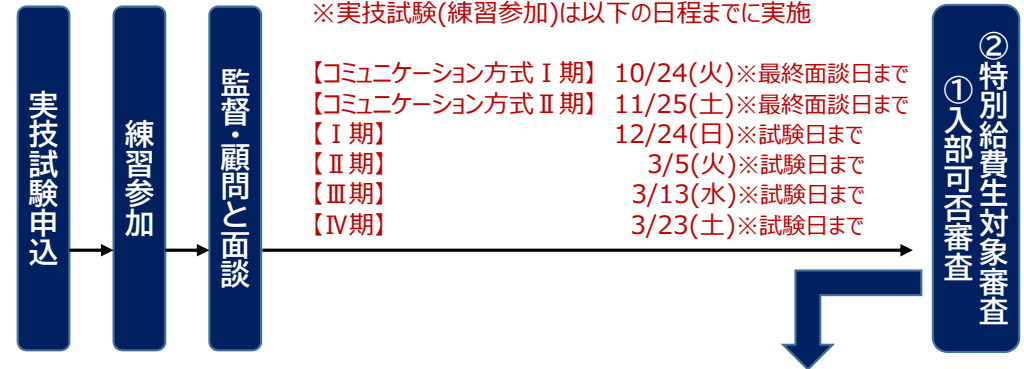 ※実技試験(練習参加)は以下の日程までに実施
実技試験申込
練習参加
監督・顧問と面談
【コミュニケーション方式Ⅰ期】 10/24(火)※最終面談日まで
【コミュニケーション方式Ⅱ期】 11/25(土)※最終面談日まで
【Ⅰ期】 12/24(日)※試験日まで
【Ⅱ期】 3/5(火)※試験日まで
【Ⅲ期】 3/13(水)※試験日まで
【Ⅳ期】 3/23(土)※試験日まで
②特別給費生対象審査
①入部可否審査